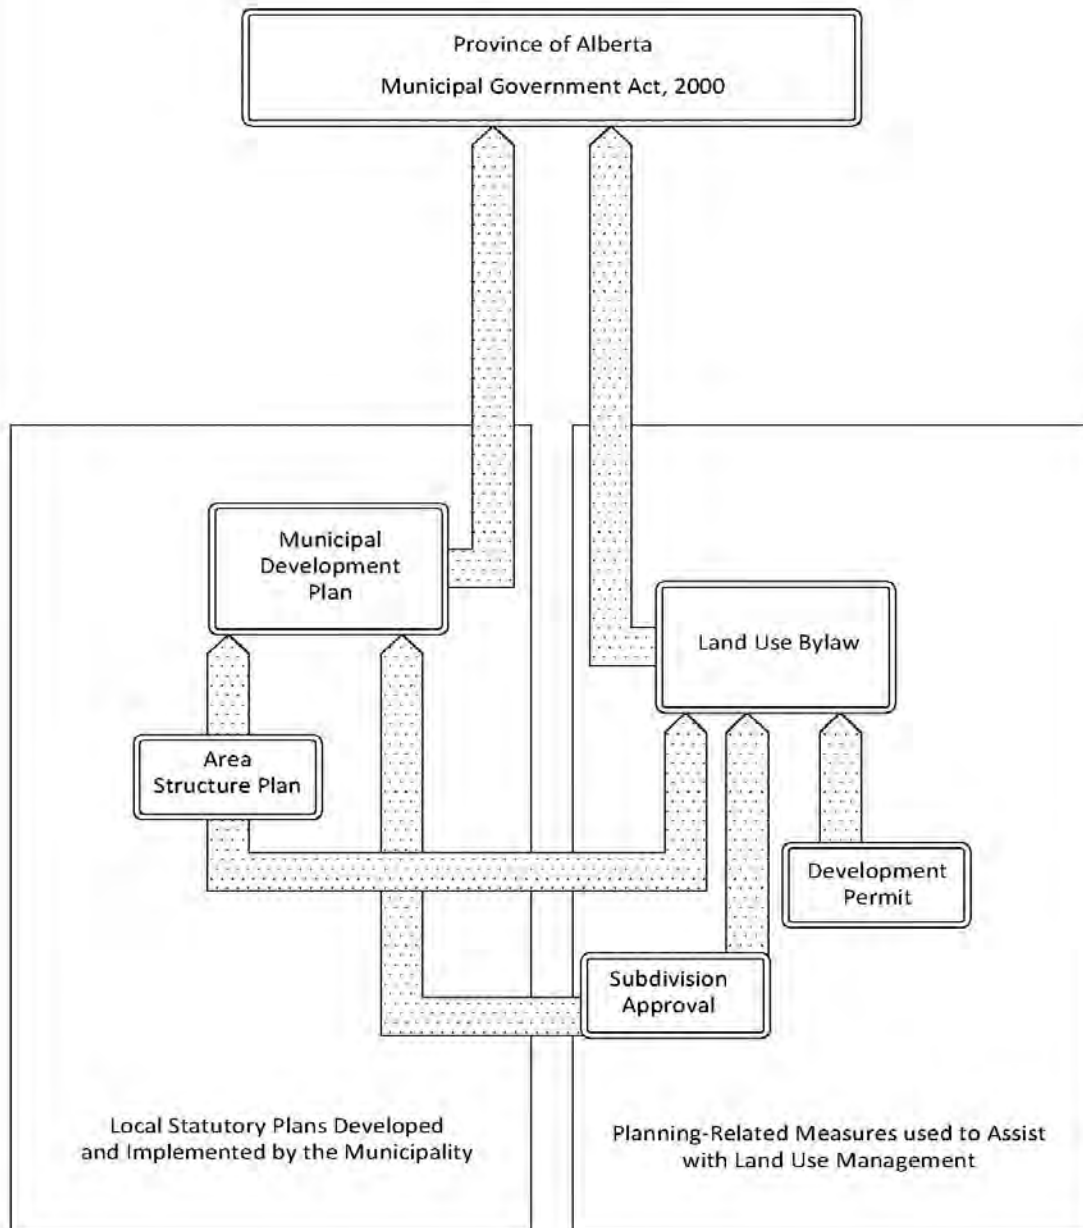 Province of Alberta
Municipal Government Act, 2000
Municipal
Development
Plan
Land Use Bylaw
Area
Structure Plan
Development
Permit
Subdivision
Approval
Local Statutory Plans Developed
and Implemented by the Municipality
Planning-Related Measures used to Assist
with Land Use Management